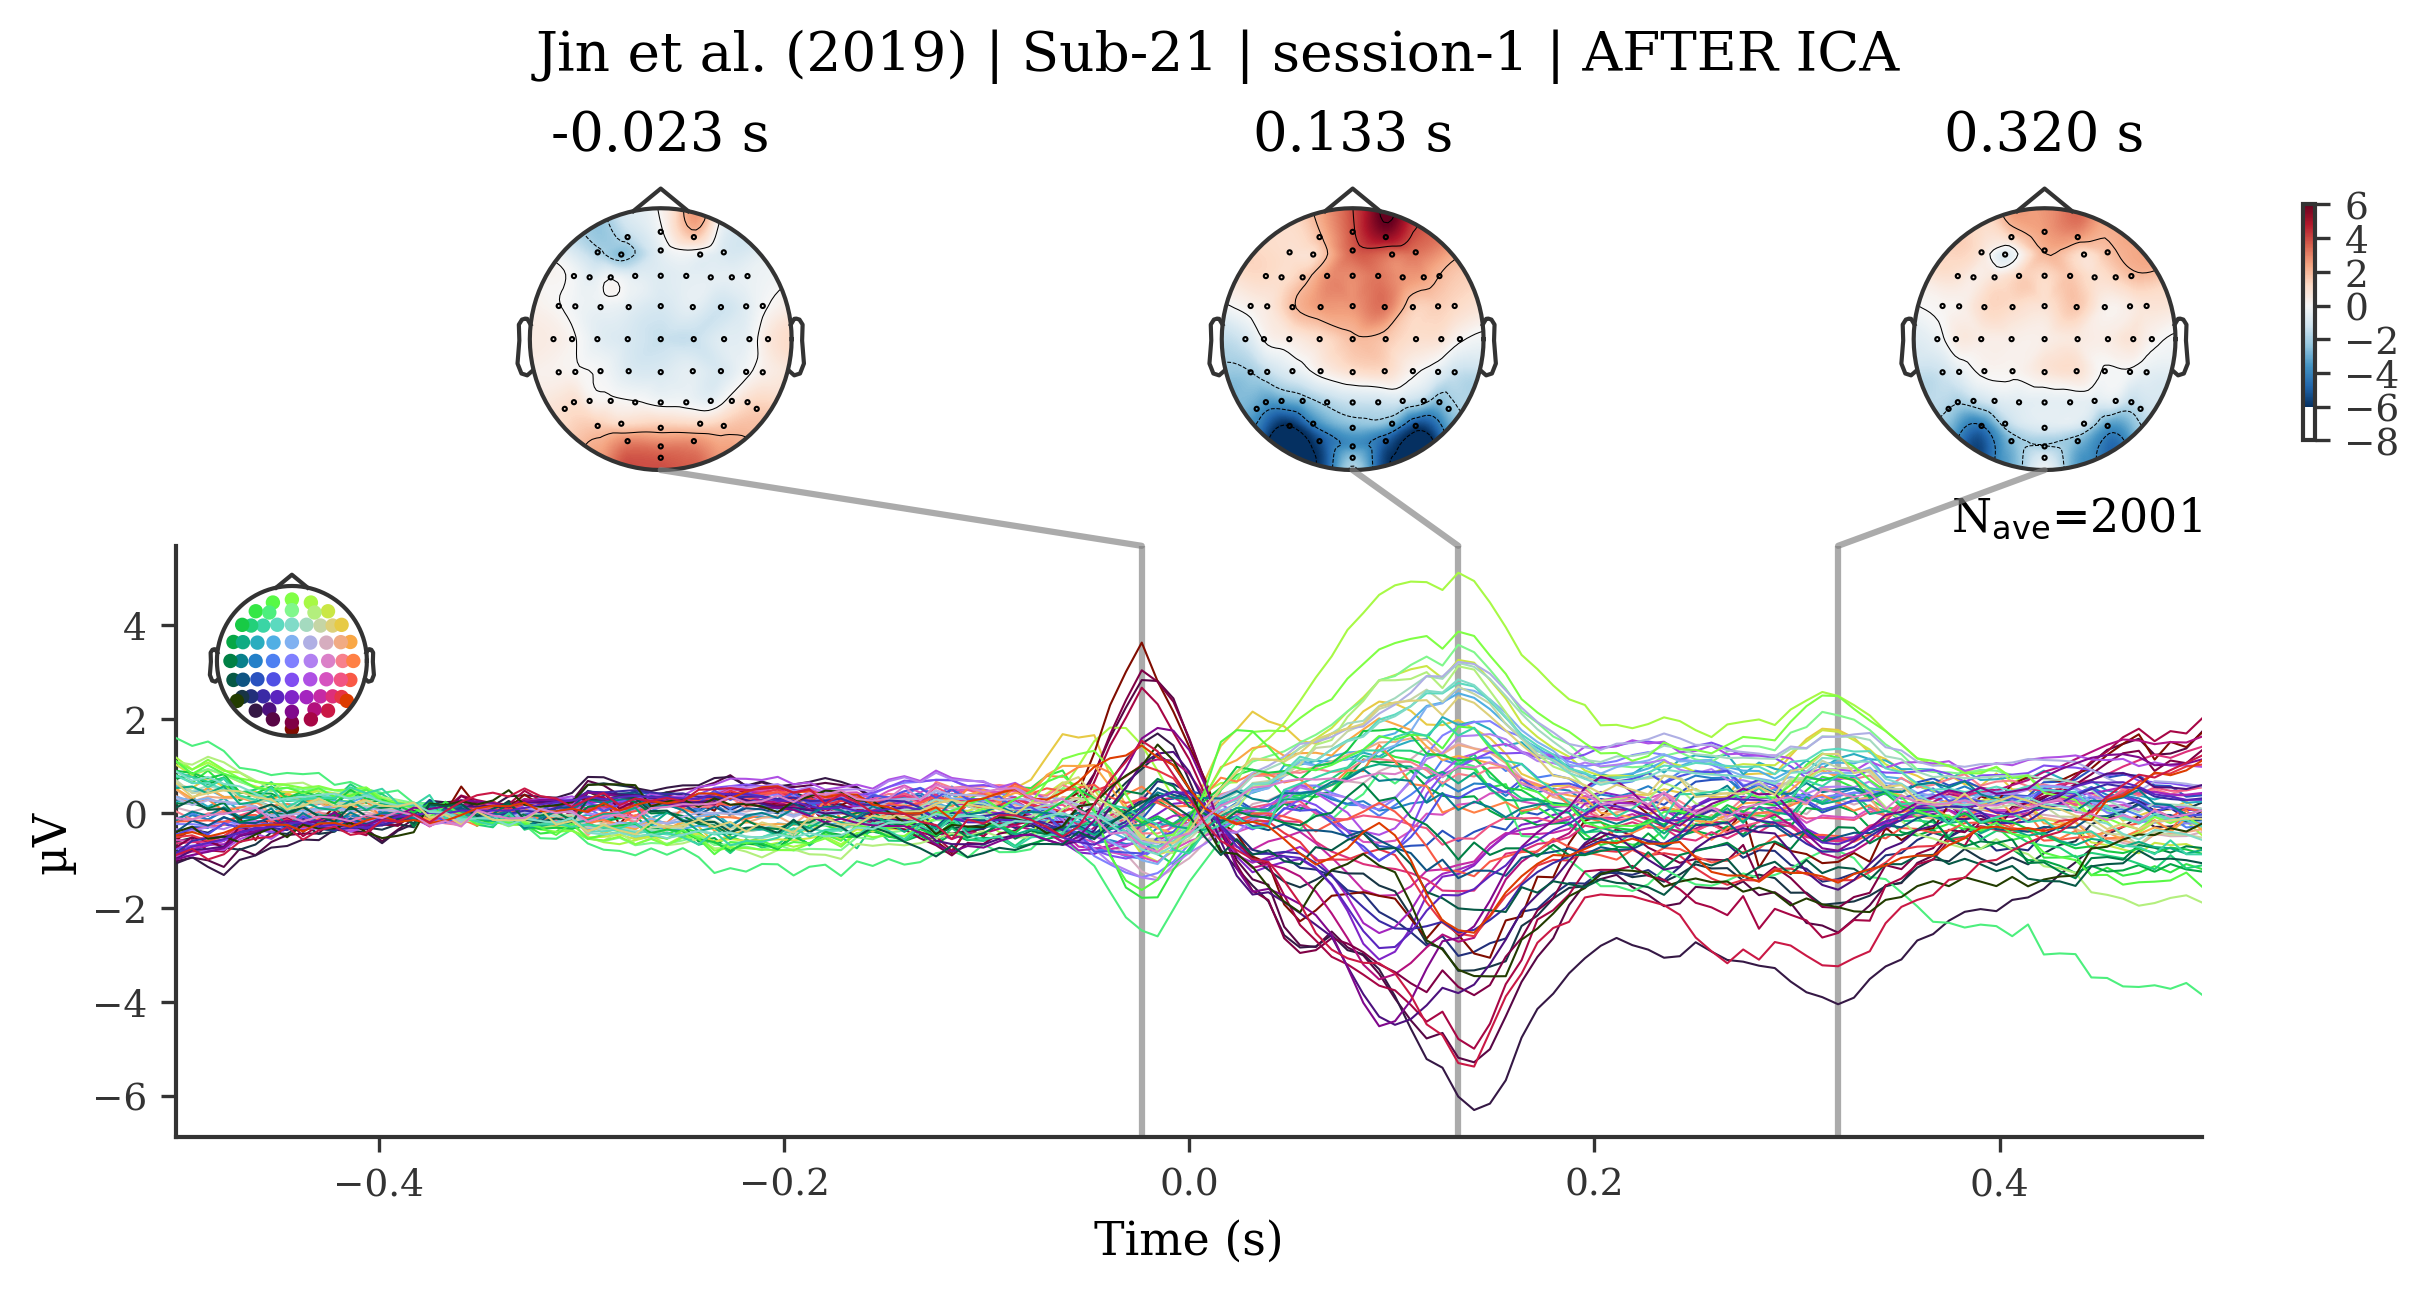 Jin et al. (2019) | Sub-21 | session-1 | AFTER ICA
-0.023 s
0.133 s
0.320 s
6
4
2
0
−2
−4
−6
−8
Nave=2001
4
2
0
−2
−4
−6
µV
−0.4
−0.2
0.0
0.2
0.4
Time (s)